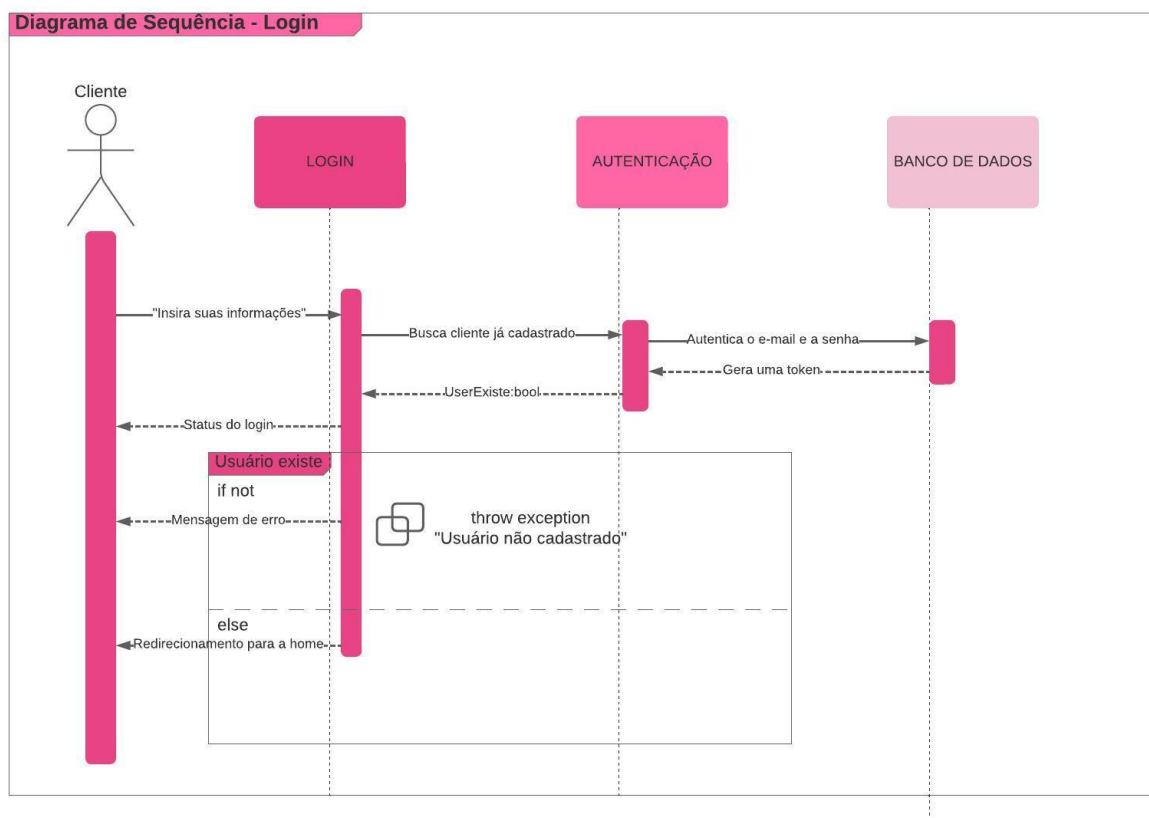 Diagrama de Sequência - Login
Cliente
LOGIN
AUTENTICAÇÃO
BANCO DE DADOS
"Insira suas informações"
Busca cliente já cadastrado
Autentica o e-mail e a senha
Gera uma token
UserExiste:bool
Status do login
Usuário existe
if not
Mensagem de erro
throw exception
"Usuário não cadastrado"
else
Redirecionamento para a home